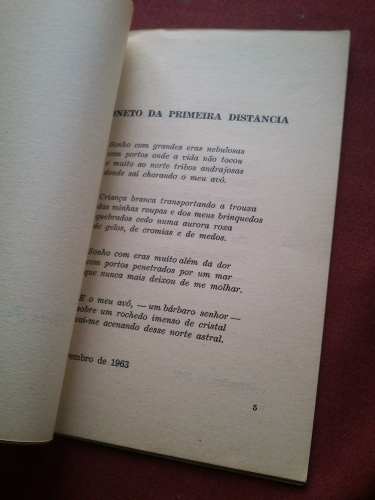 ONETO DA PRIMEIRA DISTÂNCIA
Sonho com grandes eras nebulosas
com portos onde a vida não tocou
e muito ao norte tribos andrajosas
donde sai chorando o meu avô.
Criança branca transportando a trouxa
das minhas roupas e dos meus brinquedos
quebrados cedo numa aurora roxa
de gelos, de cromias e de medos.
Sonho com eras muito além da dor
com portos penetrados por um mar
que nunca mais deixou de me molhar.
E o meu avô, — um bárbaro senhor —
sobre um rochedo imenso de cristal
vai-me acenando desse norte astral.
embro de 1963
5